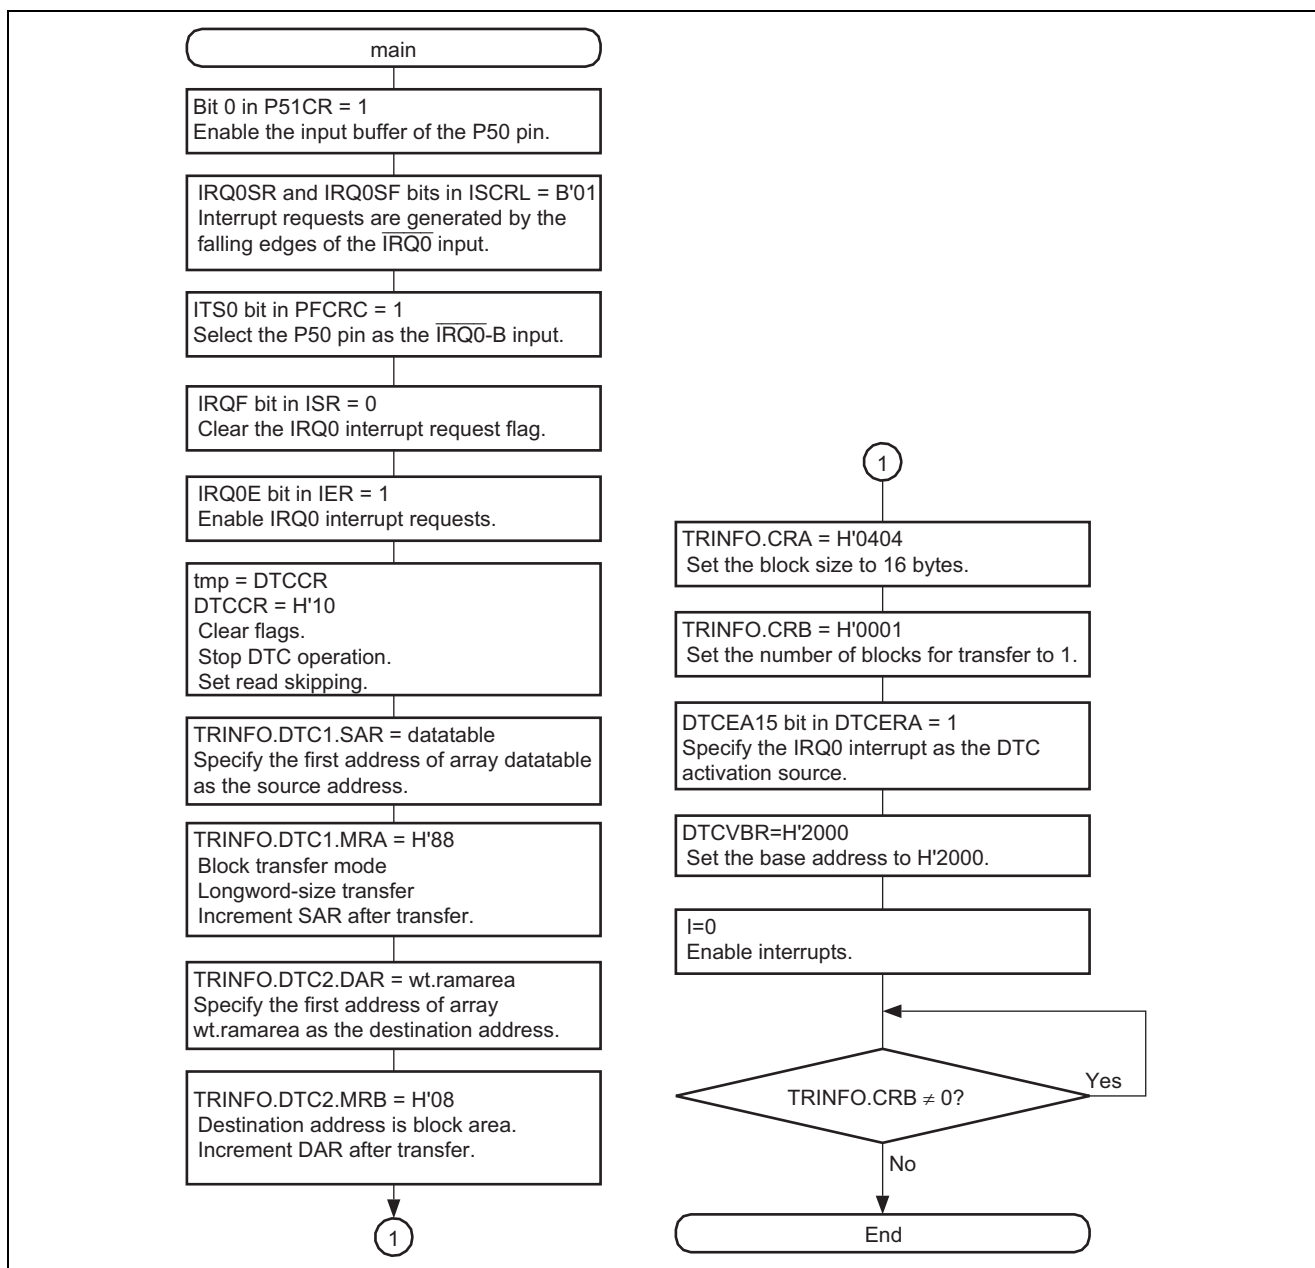 main
Bit 0 in P51CR = 1
Enable the input buffer of the P50 pin.
IRQ0SR and IRQ0SF bits in ISCRL = B'01
Interrupt requests are generated by the
falling edges of the I̅R̅Q̅0̅ input.
ITS0 bit in PFCRC = 1
Select the P50 pin as the I̅R̅Q̅0̅-B input.
IRQF bit in ISR = 0
Clear the IRQ0 interrupt request flag.
IRQ0E bit in IER = 1
Enable IRQ0 interrupt requests.
tmp = DTCCR
DTCCR = H'10
Clear flags.
Stop DTC operation.
Set read skipping.
TRINFO.DTC1.SAR = datatable
Specify the first address of array datatable
as the source address.
TRINFO.DTC1.MRA = H'88
Block transfer mode
Longword-size transfer
Increment SAR after transfer.
TRINFO.DTC2.DAR = wt.ramarea
Specify the first address of array
wt.ramarea as the destination address.
TRINFO.DTC2.MRB = H'08
Destination address is block area.
Increment DAR after transfer.
1
1
TRINFO.CRA = H'0404
Set the block size to 16 bytes.
TRINFO.CRB = H'0001
Set the number of blocks for transfer to 1.
DTCEA15 bit in DTCERA = 1
Specify the IRQ0 interrupt as the DTC
activation source.
DTCVBR=H'2000
Set the base address to H'2000.
I=0
Enable interrupts.
TRINFO.CRB ≠ 0?
Yes
No
End